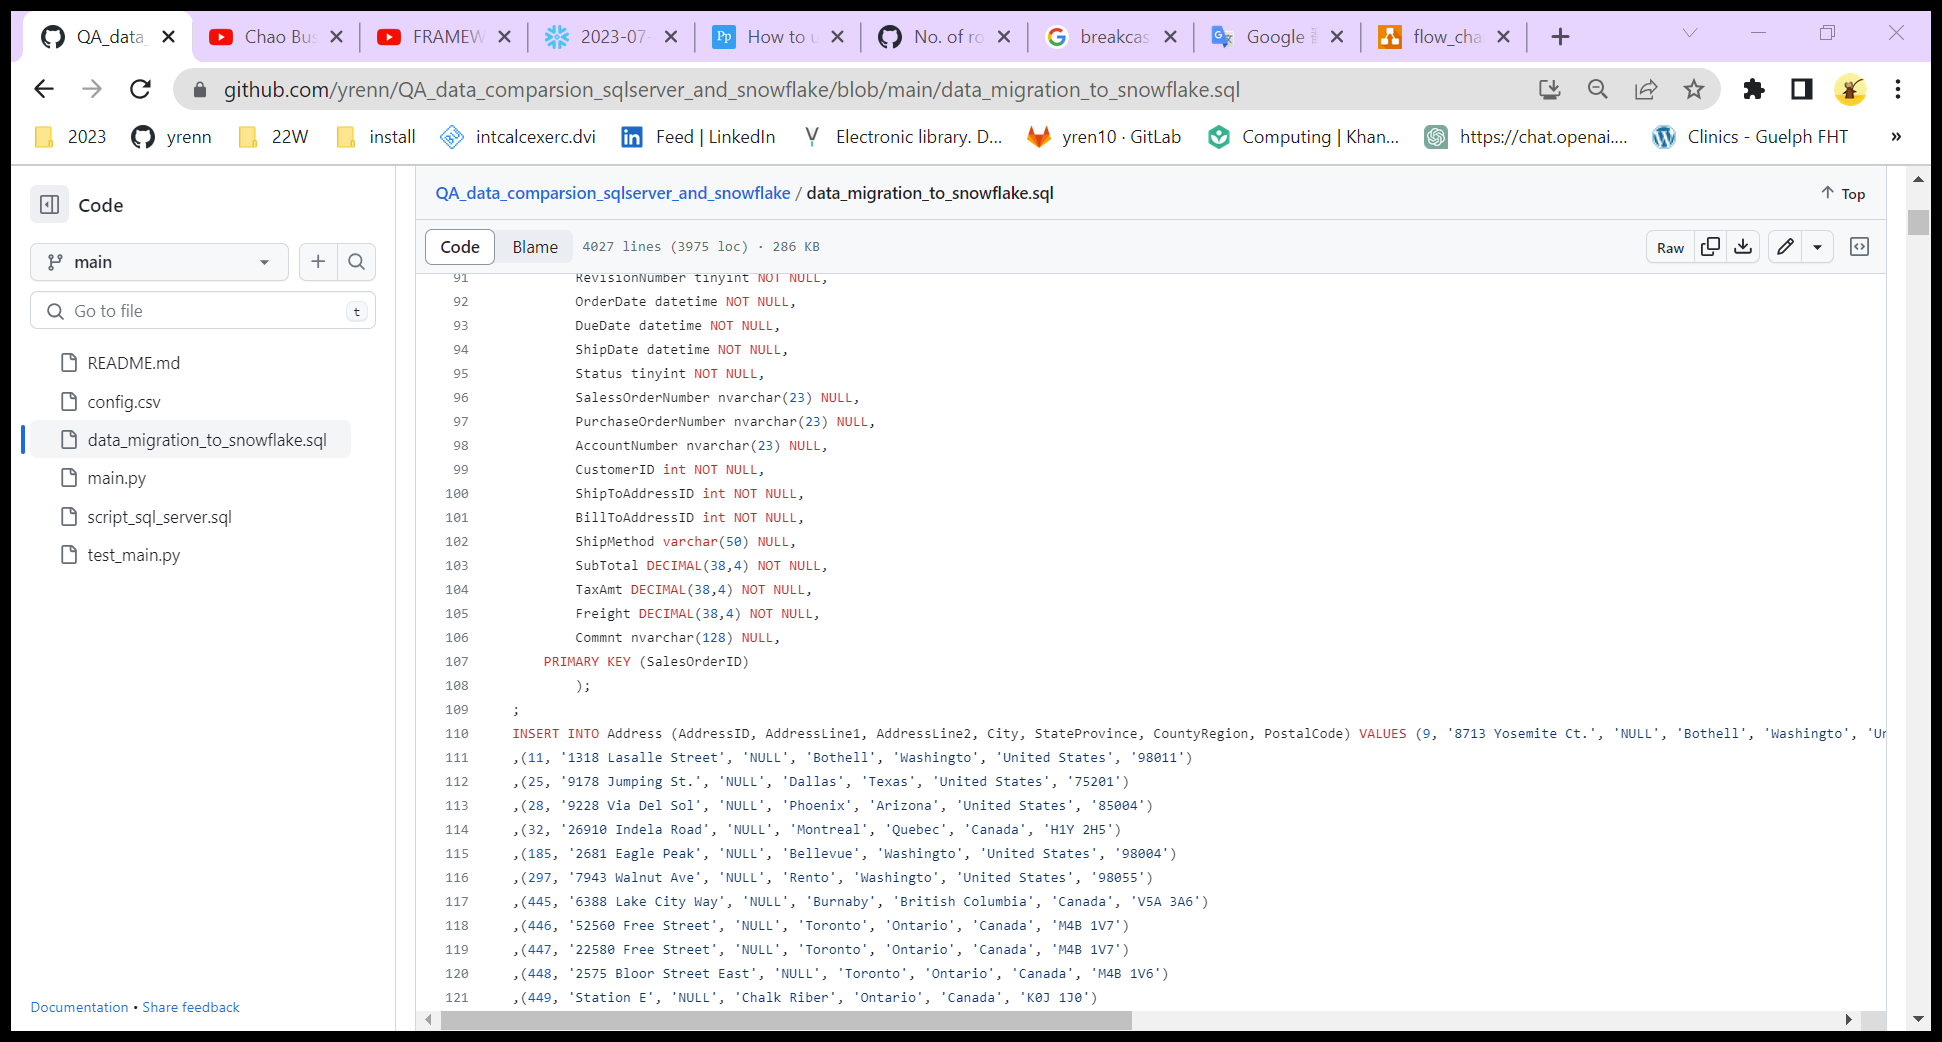 QA_data_
Chao Bus
FRAMEW
2023-07-
How to u
No. of ro
breakcas
Google
flow_cha
github.com/yrenn/QA_data_comparsion_sqlserver_and_snowflake/blob/main/data_migration_to_snowflake.sql
2023
yrenn
22W
install
intcalcexerc.dvi
Feed | LinkedIn
Electronic library. D...
yren10 · GitLab
Computing | Khan...
https://chat.openai....
Clinics - Guelph FHT
»
Code
main
Go to file
t
README.md
config.csv
data_migration_to_snowflake.sql
main.py
script_sql_server.sql
test_main.py
Documentation • Share feedback
QA_data_comparsion_sqlserver_and_snowflake / data_migration_to_snowflake.sql
Top
Code
Blame
4027 lines (3975 loc) · 286 KB
Raw
91 RevisionNumber tinyint NOT NULL,
92 OrderDate datetime NOT NULL,
93 DueDate datetime NOT NULL,
94 ShipDate datetime NOT NULL,
95 Status tinyint NOT NULL,
96 SalessOrderNumber nvarchar(23) NULL,
97 PurchaseOrderNumber nvarchar(23) NULL,
98 AccountNumber nvarchar(23) NULL,
99 CustomerID int NOT NULL,
100 ShipToAddressID int NOT NULL,
101 BillToAddressID int NOT NULL,
102 ShipMethod varchar(50) NULL,
103 SubTotal DECIMAL(38,4) NOT NULL,
104 TaxAmt DECIMAL(38,4) NOT NULL,
105 Freight DECIMAL(38,4) NOT NULL,
106 Commnt nvarchar(128) NULL,
107 PRIMARY KEY (SalesOrderID)
108 );
109 ;
110 INSERT INTO Address (AddressID, AddressLine1, AddressLine2, City, StateProvince, CountyRegion, PostalCode) VALUES (9, '8713 Yosemite Ct.', 'NULL', 'Bothell', 'Washingto', 'Un
111 ,(11, '1318 Lasalle Street', 'NULL', 'Bothell', 'Washingto', 'United States', '98011')
112 ,(25, '9178 Jumping St.', 'NULL', 'Dallas', 'Texas', 'United States', '75201')
113 ,(28, '9228 Via Del Sol', 'NULL', 'Phoenix', 'Arizona', 'United States', '85004')
114 ,(32, '26910 Indela Road', 'NULL', 'Montreal', 'Quebec', 'Canada', 'H1Y 2H5')
115 ,(185, '2681 Eagle Peak', 'NULL', 'Bellevue', 'Washingto', 'United States', '98004')
116 ,(297, '7943 Walnut Ave', 'NULL', 'Rento', 'Washingto', 'United States', '98055')
117 ,(445, '6388 Lake City Way', 'NULL', 'Burnaby', 'British Columbia', 'Canada', 'V5A 3A6')
118 ,(446, '52560 Free Street', 'NULL', 'Toronto', 'Ontario', 'Canada', 'M4B 1V7')
119 ,(447, '22580 Free Street', 'NULL', 'Toronto', 'Ontario', 'Canada', 'M4B 1V7')
120 ,(448, '2575 Bloor Street East', 'NULL', 'Toronto', 'Ontario', 'Canada', 'M4B 1V6')
121 ,(449, 'Station E', 'NULL', 'Chalk Riber', 'Ontario', 'Canada', 'K0J 1J0')